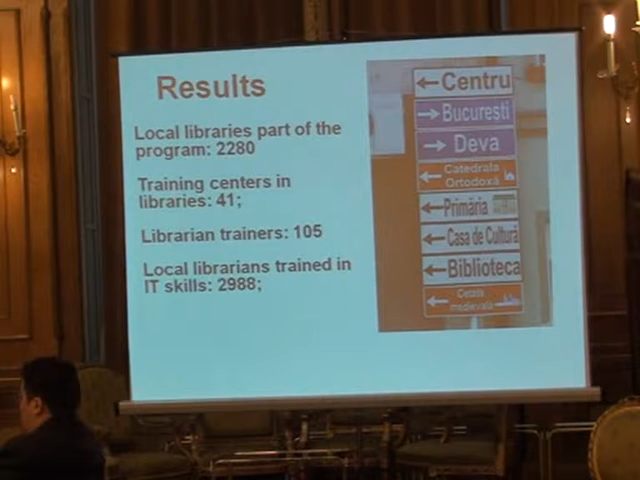 Results
Local libraries part of the
program: 2280
Training centers in
libraries: 41;
Librarian trainers: 105
Local librarians trained in
IT skills: 2988;
Centru
Bucuresti
Deva
Catedrala
Ortodoxă
Primăria
Casa de Cultură
Biblioteca
Cetate
medievala